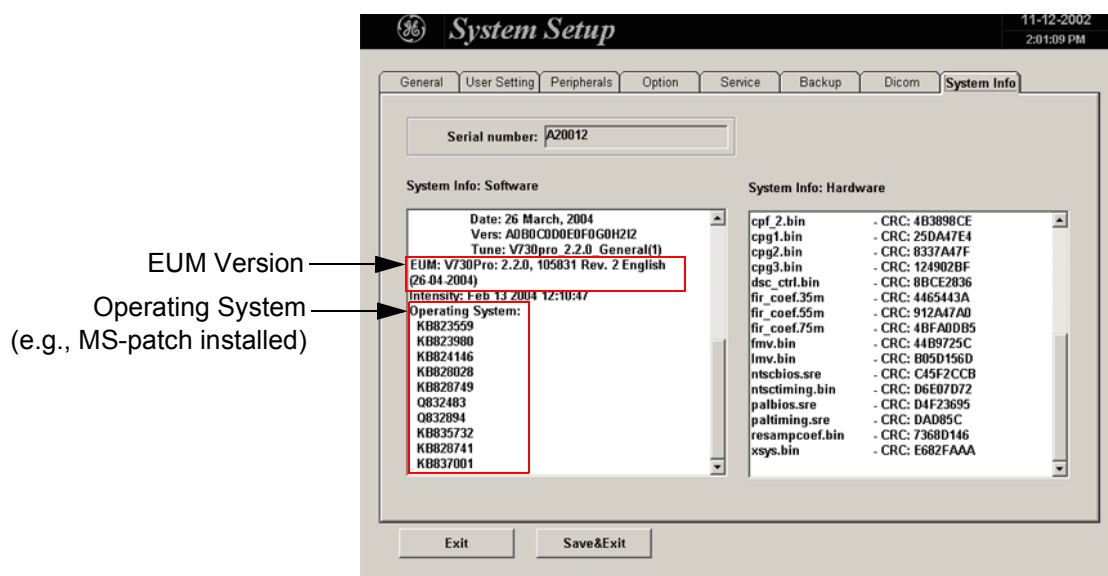 System Setup
11-12-2002
2:01:09 PM
General User Setting Peripherals Option Service Backup Dicom System Info
Serial number: A20012
System Info: Software
Date: 26 March, 2004
Vers: A0B0C0D0E0F0G0H2I2
Tune: V730pro_2.2.0_General(1)
EUM: V730Pro: 2.2.0, 105831 Rev. 2 English
(26-04-2004)
Intensity: Feb 13 2004 12:10:47
Operating System:
KB823559
KB823980
KB824146
KB828028
KB828749
Q832483
Q832894
KB835732
KB828741
KB837001
System Info: Hardware
cpf_2.bin - CRC: 4B3898CE
cpg1.bin - CRC: 25DA47E4
cpg2.bin - CRC: 8337A47F
cpg3.bin - CRC: 124902BF
dsc_ctrl.bin - CRC: 8BCE2836
fir_coef.35m - CRC: 4465443A
fir_coef.55m - CRC: 912A47A0
fir_coef.75m - CRC: 4BFA0DB5
fmv.bin - CRC: 44B9725C
lmv.bin - CRC: B05D156D
ntscbios.sre - CRC: C45F2CCB
ntsctiming.bin - CRC: D6E07D72
palbios.sre - CRC: D4F23695
paltiming.sre - CRC: DAD85C
resampcoef.bin - CRC: 7368D146
xsys.bin - CRC: E682FAAA
EUM Version
Operating System
(e.g., MS-patch installed)
Exit Save&Exit